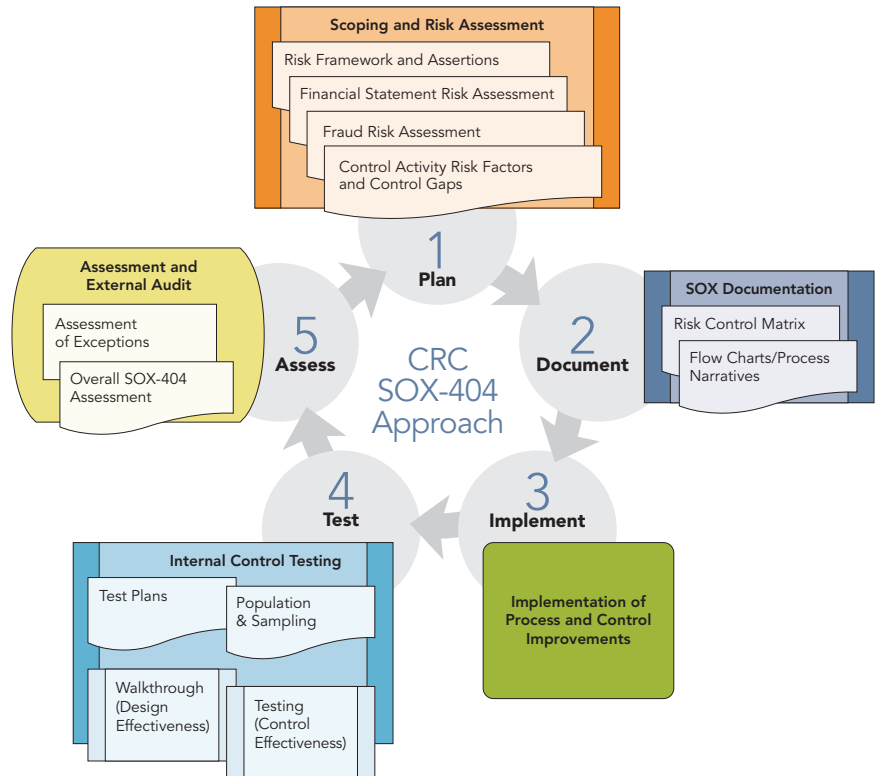 Scoping and Risk Assessment
Risk Framework and Assertions
Financial Statement Risk Assessment
Fraud Risk Assessment
Control Activity Risk Factors
and Control Gaps
1
Plan
2
Document
SOX Documentation
Risk Control Matrix
Flow Charts/Process
Narratives
3
Implement
Implementation of
Process and Control
Improvements
4
Test
Internal Control Testing
Test Plans
Population
& Sampling
Walkthrough
(Design
Effectiveness)
Testing
(Control
Effectiveness)
5
Assess
Assessment and
External Audit
Assessment
of Exceptions
Overall SOX-404
Assessment
CRC
SOX-404
Approach